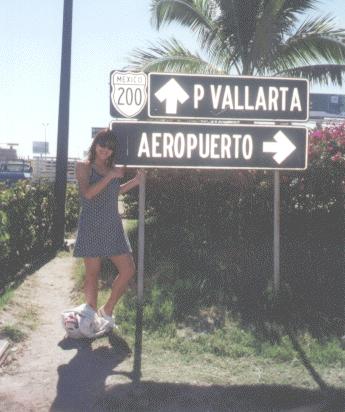 MEXICO
200
P VALLARTA
AEROPUERTO